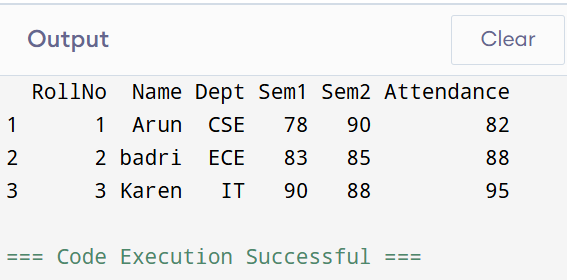 Output
Clear
RollNo Name Dept Sem1 Sem2 Attendance
1 1 Arun CSE 78 90 82
2 2 badri ECE 83 85 88
3 3 Karen IT 90 88 95
=== Code Execution Successful ===